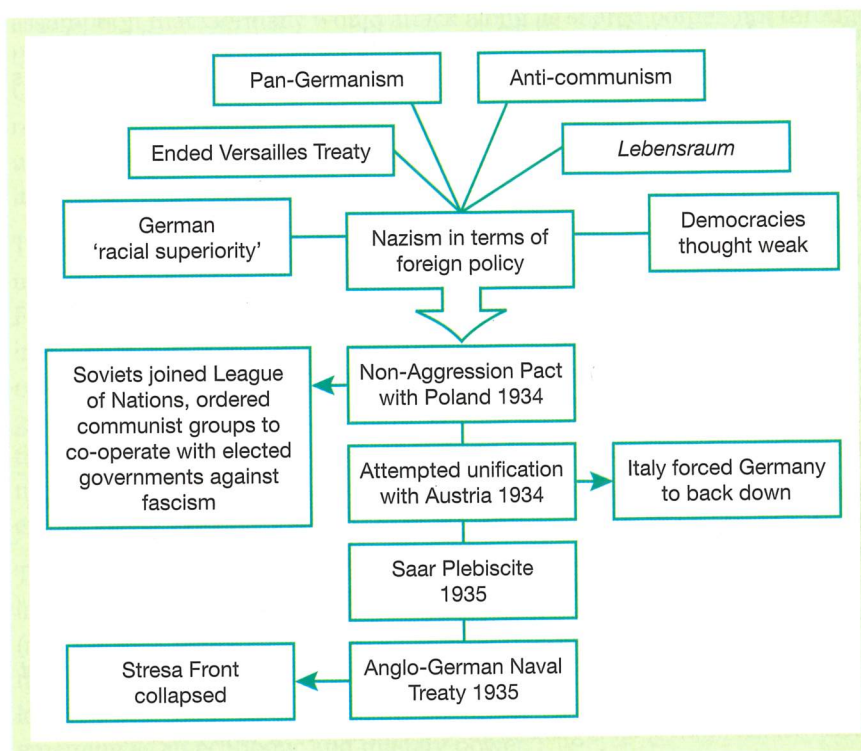 Pan-Germanism
Anti-communism
Ended Versailles Treaty
Lebensraum
German
'racial superiority'
Nazism in terms of
foreign policy
Democracies
thought weak
Soviets joined League
of Nations, ordered
communist groups to
co-operate with elected
governments against
fascism
Non-Aggression Pact
with Poland 1934
Attempted unification
with Austria 1934
Italy forced Germany
to back down
Saar Plebiscite
1935
Stresa Front
collapsed
Anglo-German Naval
Treaty 1935